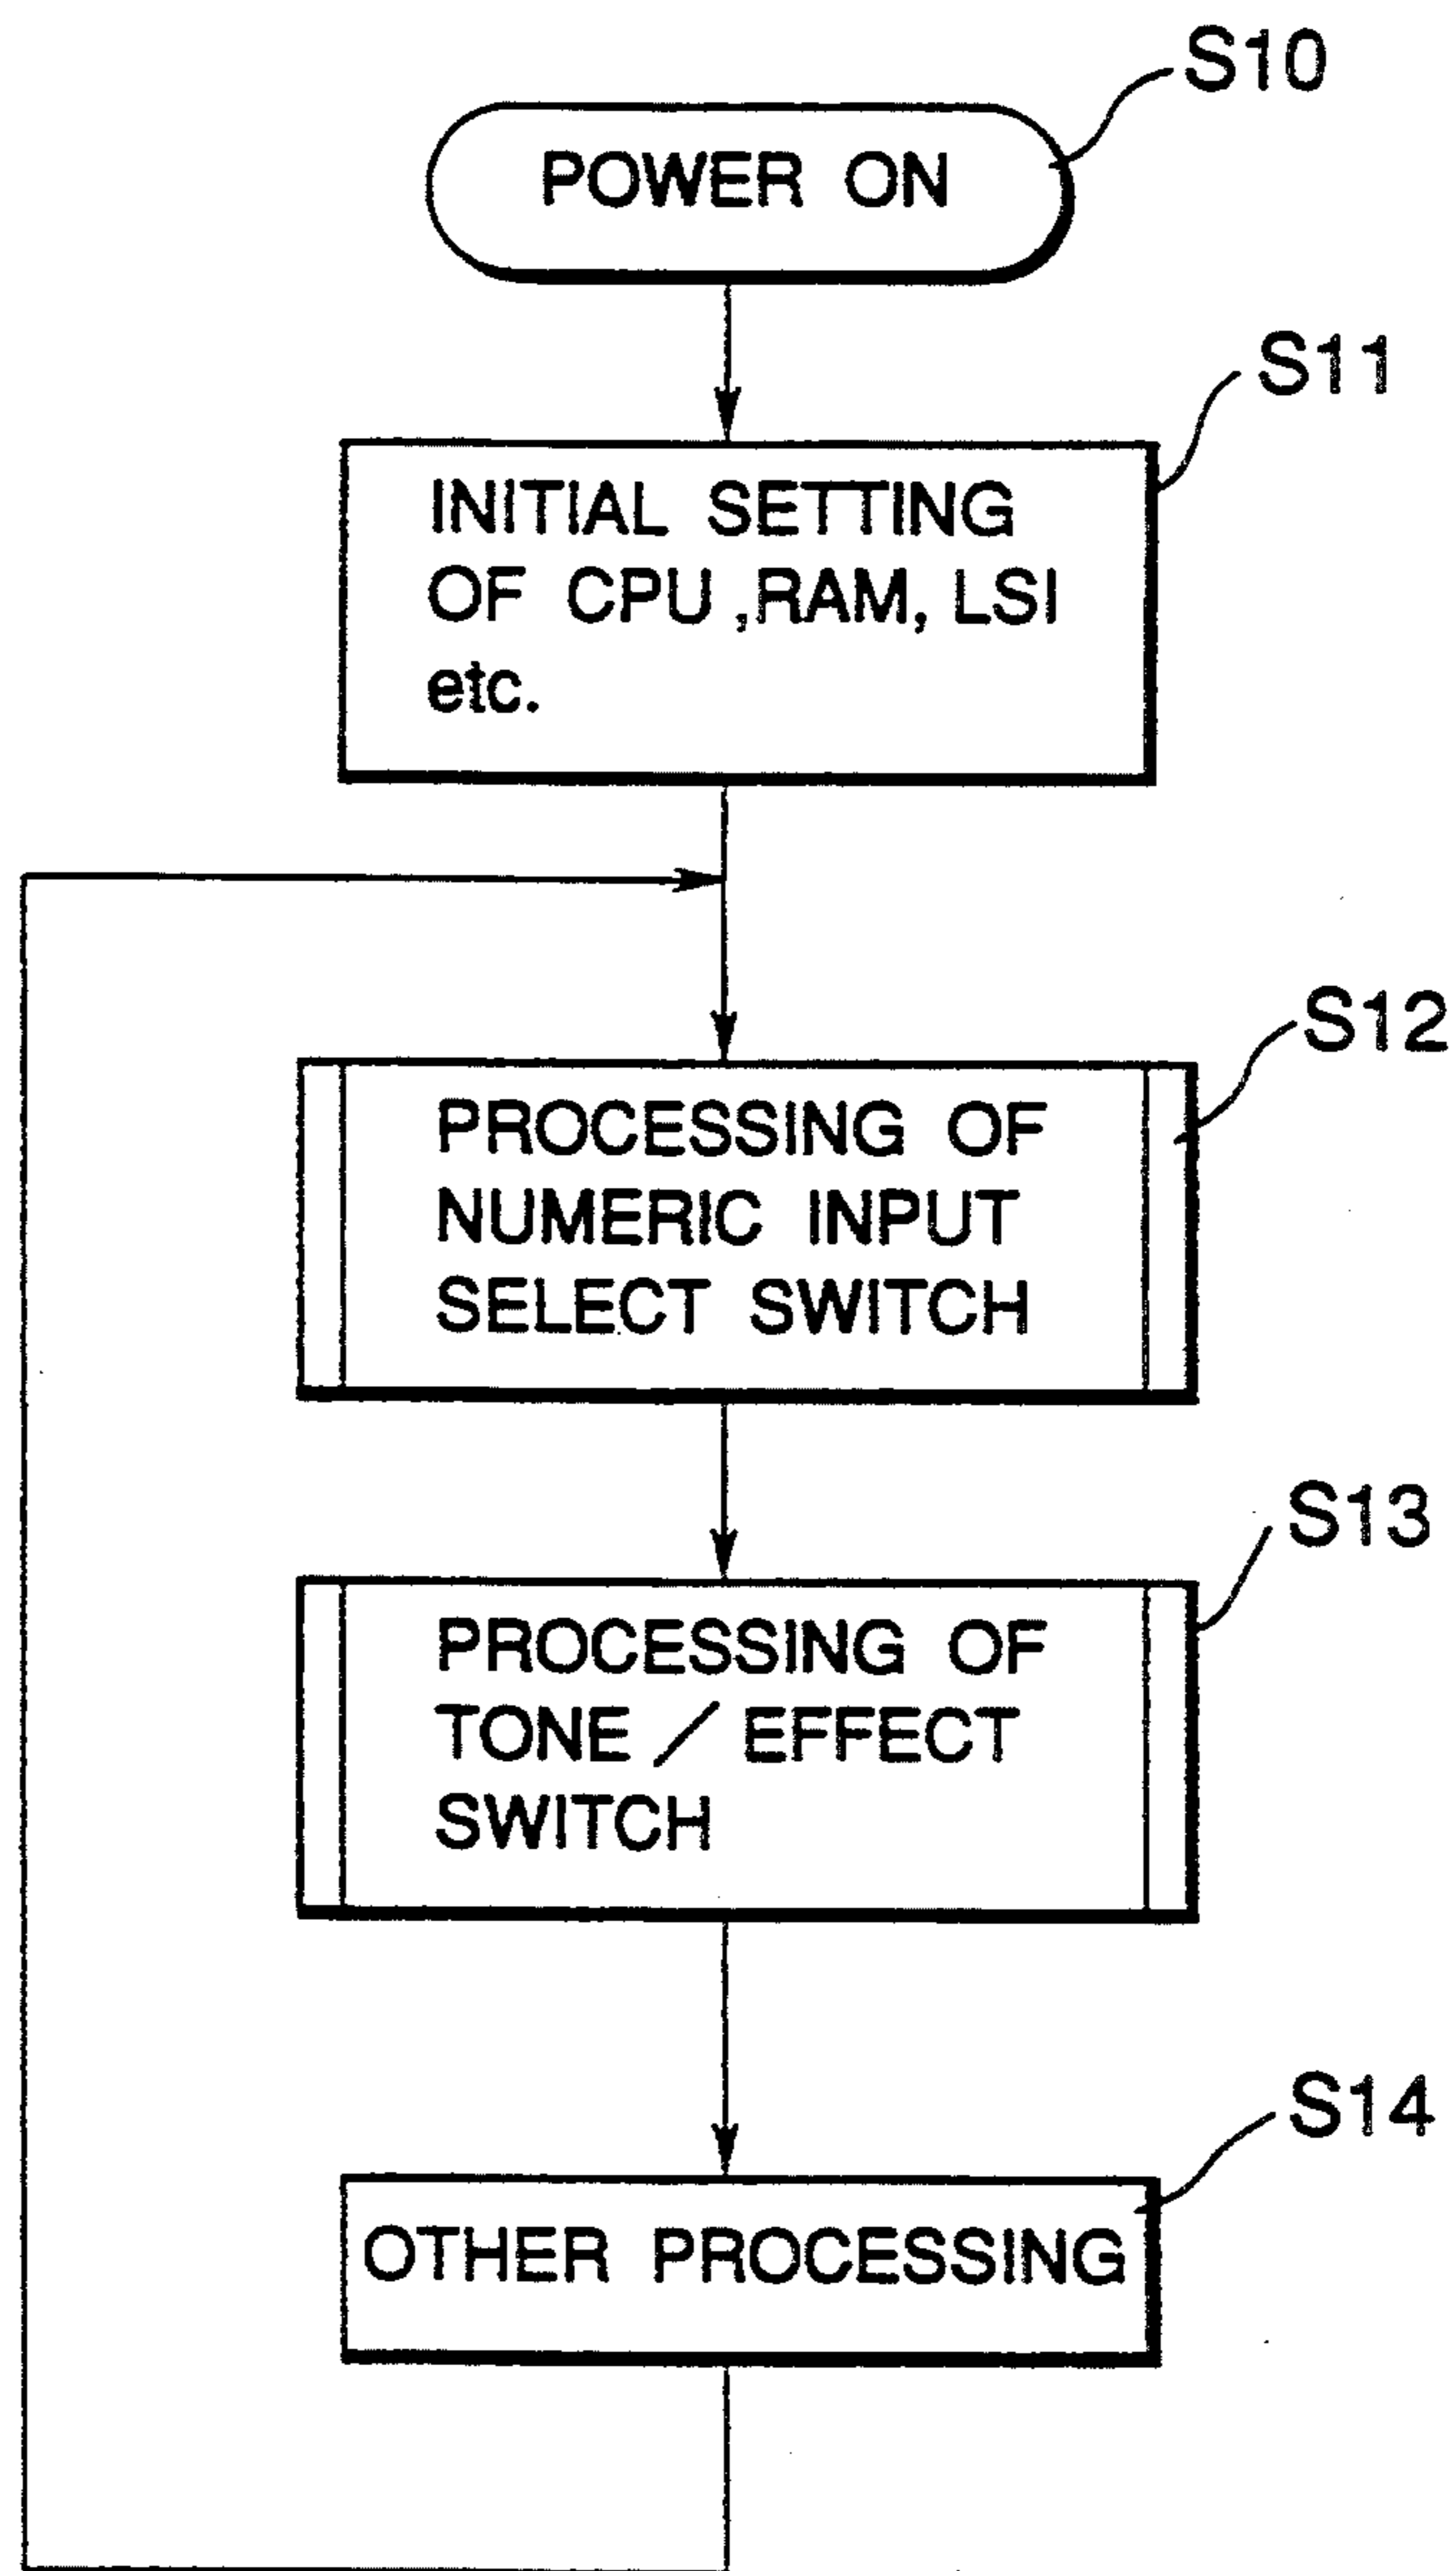 S10
POWER ON
S11
INITIAL SETTING
OF CPU, RAM, LSI
etc.
S12
PROCESSING OF
NUMERIC INPUT
SELECT SWITCH
S13
PROCESSING OF
TONE / EFFECT
SWITCH
S14
OTHER PROCESSING